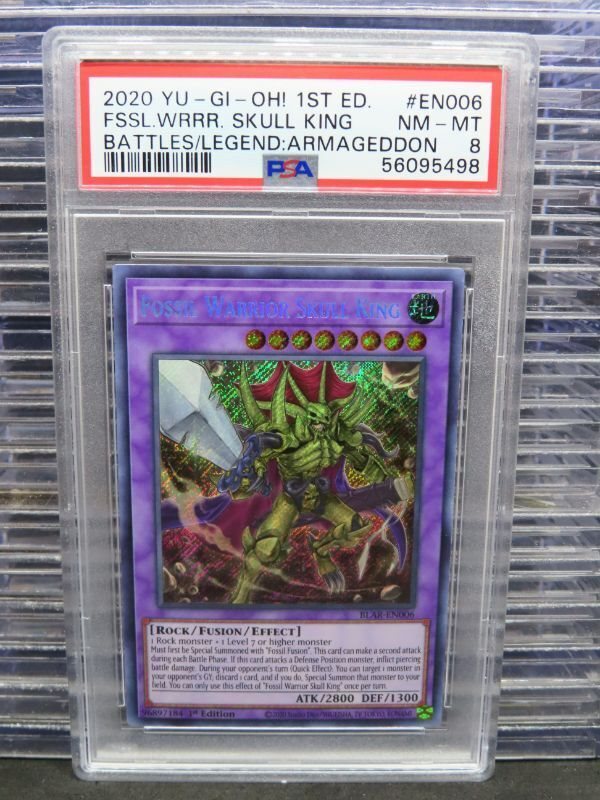 2020 YU-GI-OH! 1ST ED. #EN006
FSSL.WRRR. SKULL KING NM-MT
BATTLES/LEGEND:ARMAGEDDON 8
PSA 56095498
FOSSIL WARRIOR SKULL KING
EARTH
地
BLAR-EN006
[ROCK/FUSION/EFFECT]
1 Rock monster + 1 Level 7 or higher monster
Must first be Special Summoned with "Fossil Fusion". This card can make a second attack
during each Battle Phase. If this card attacks a Defense Position monster, inflict piercing
battle damage. During your opponent's turn (Quick Effect): You can target 1 monster in
your opponent's GY; discard 1 card, and if you do, Special Summon that monster to your
field. You can only use this effect of "Fossil Warrior Skull King" once per turn.
ATK/2800 DEF/1300
96897184 1st Edition ©2020 Studio Dice/SHUEISHA, TV TOKYO, KONAMI